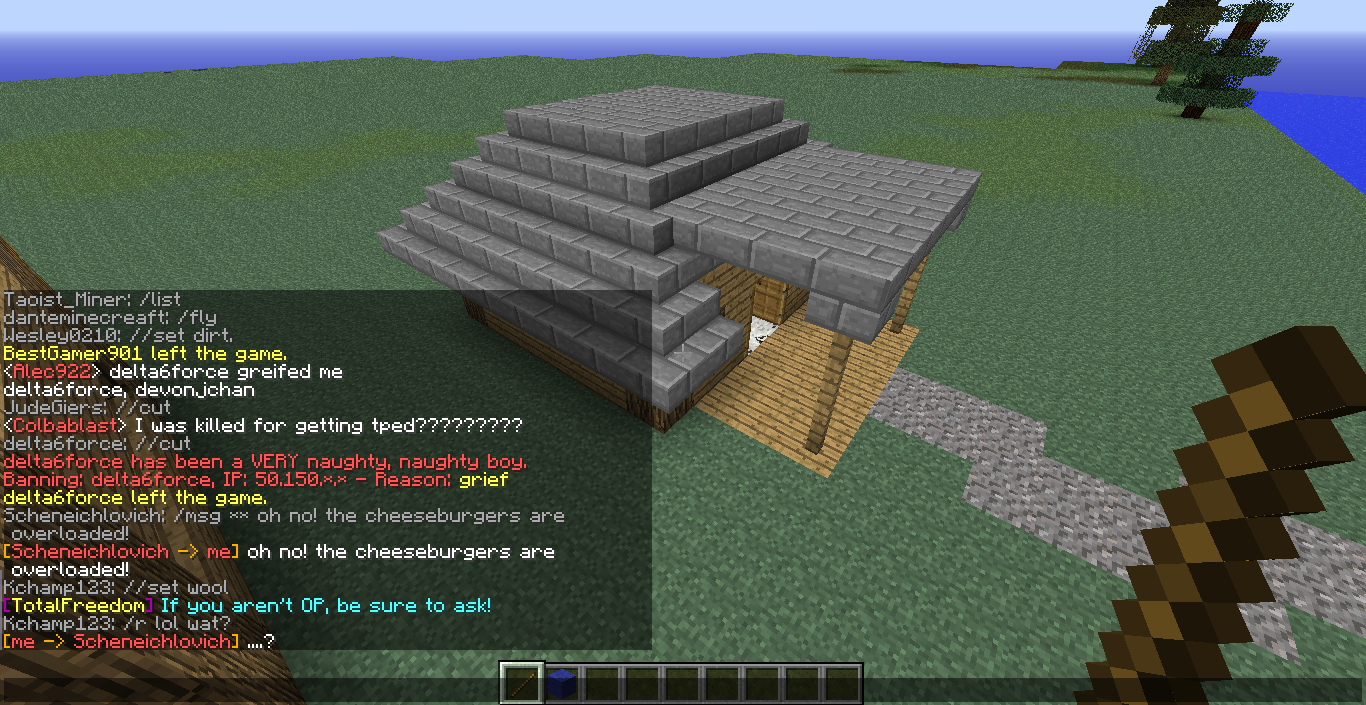 Taoist_Miner: /list
danteminecreaft: /fly
Wesley0210: //set dirt.
BestGamer901 left the game.
<Alec922> delta6force greifed me
delta6force, devonjchan
JudeGiers: //cut
<Colbablast> I was killed for getting tped?????????
delta6force: //cut
delta6force has been a VERY naughty, naughty boy.
Banning: delta6force, IP: 50.150.*.* - Reason: grief
delta6force left the game.
Scheneichlovich: /msg ** oh no! the cheeseburgers are
overloaded!
[Scheneichlovich -> me] oh no! the cheeseburgers are
overloaded!
Kchamp123: //set wool
[TotalFreedom] If you aren't OP, be sure to ask!
Kchamp123: /r lol wat?
[me -> Scheneichlovich] ....?